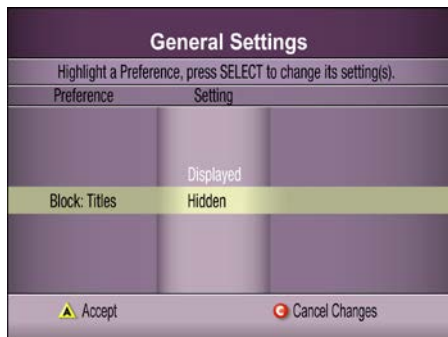 General Settings
Highlight a Preference, press SELECT to change its setting(s).
Preference Setting
Displayed
Block: Titles Hidden
A Accept C Cancel Changes